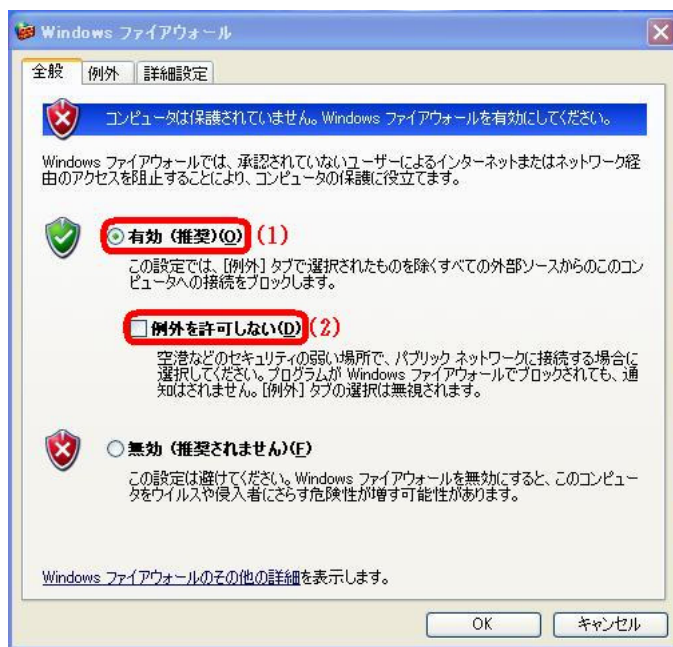 Windows ファイアウォール
全般 例外 詳細設定
コンピュータは保護されていません。Windows ファイアウォールを有効にしてください。
Windows ファイアウォールでは、承認されていないユーザーによるインターネットまたはネットワーク経
由のアクセスを阻止することにより、コンピュータの保護に役立てます。
有効 (推奨)(O) (1)
この設定では、[例外] タブで選択されたものを除くすべての外部ソースからのこのコン
ピュータへの接続をブロックします。
例外を許可しない(D) (2)
空港などのセキュリティの弱い場所で、パブリック ネットワークに接続する場合に
選択してください。プログラムが Windows ファイアウォールでブロックされても、通
知はされません。[例外] タブの選択は無視されます。
無効 (推奨されません)(F)
この設定は避けてください。Windows ファイアウォールを無効にすると、このコンピュー
タをウイルスや侵入者にさらす危険性が増す可能性があります。
Windows ファイアウォールのその他の詳細を表示します。
OK キャンセル